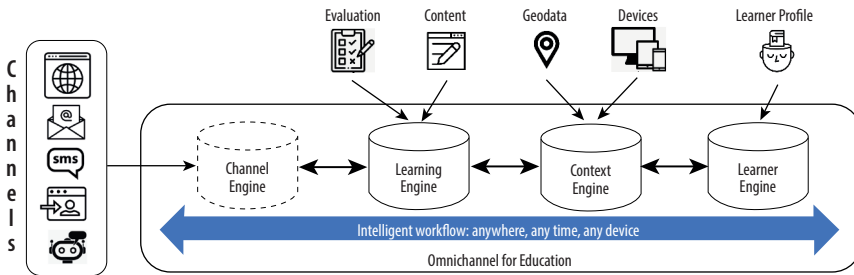 Evaluation
Content
Geodata
Devices
Learner Profile
Channels
@
sms
Channel
Engine
Learning
Engine
Context
Engine
Learner
Engine
Intelligent workflow: anywhere, any time, any device
Omnichannel for Education